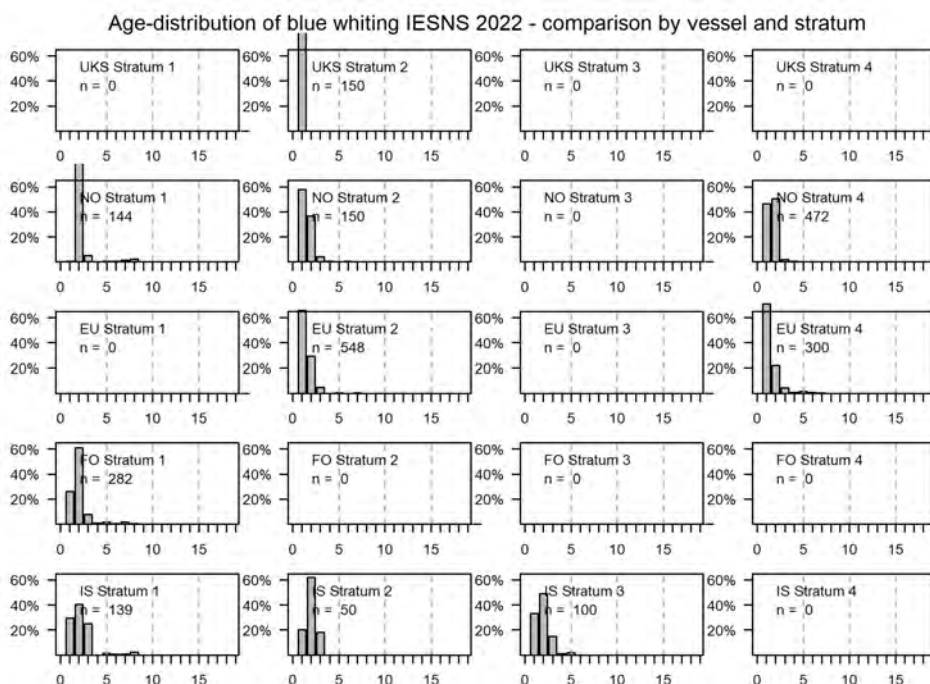 Age-distribution of blue whiting IESNS 2022 - comparison by vessel and stratum
60% 60% 60% 60%
UKS Stratum 1 UKS Stratum 2 UKS Stratum 3 UKS Stratum 4
40% n = 0 40% n = 150 40% n = 0 40% n = 0
20% 20% 20% 20%
0 5 10 15 0 5 10 15 0 5 10 15 0 5 10 15
60% 60% 60% 60%
NO Stratum 1 NO Stratum 2 NO Stratum 3 NO Stratum 4
40% n = 144 40% n = 150 40% n = 0 40% n = 472
20% 20% 20% 20%
0 5 10 15 0 5 10 15 0 5 10 15 0 5 10 15
60% 60% 60% 60%
EU Stratum 1 EU Stratum 2 EU Stratum 3 EU Stratum 4
40% n = 0 40% n = 548 40% n = 0 40% n = 300
20% 20% 20% 20%
0 5 10 15 0 5 10 15 0 5 10 15 0 5 10 15
60% 60% 60% 60%
FO Stratum 1 FO Stratum 2 FO Stratum 3 FO Stratum 4
40% n = 282 40% n = 0 40% n = 0 40% n = 0
20% 20% 20% 20%
0 5 10 15 0 5 10 15 0 5 10 15 0 5 10 15
60% 60% 60% 60%
IS Stratum 1 IS Stratum 2 IS Stratum 3 IS Stratum 4
40% n = 139 40% n = 50 40% n = 100 40% n = 0
20% 20% 20% 20%
0 5 10 15 0 5 10 15 0 5 10 15 0 5 10 15